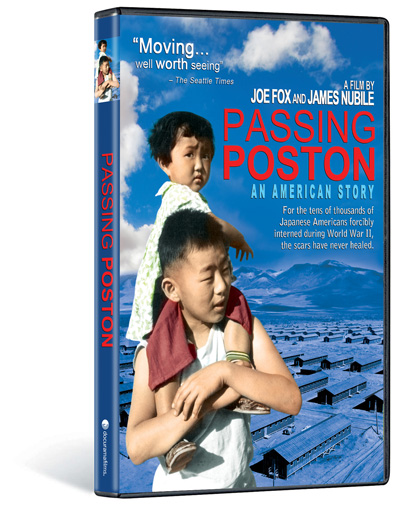 "Moving...
well worth seeing"
– The Seattle Times
A FILM BY
JOE FOX AND JAMES NUBILE
PASSING
POSTON
AN AMERICAN STORY
For the tens of thousands of
Japanese Americans forcibly
interned during World War II,
the scars have never healed.
PASSING POSTON
docuramafilms.